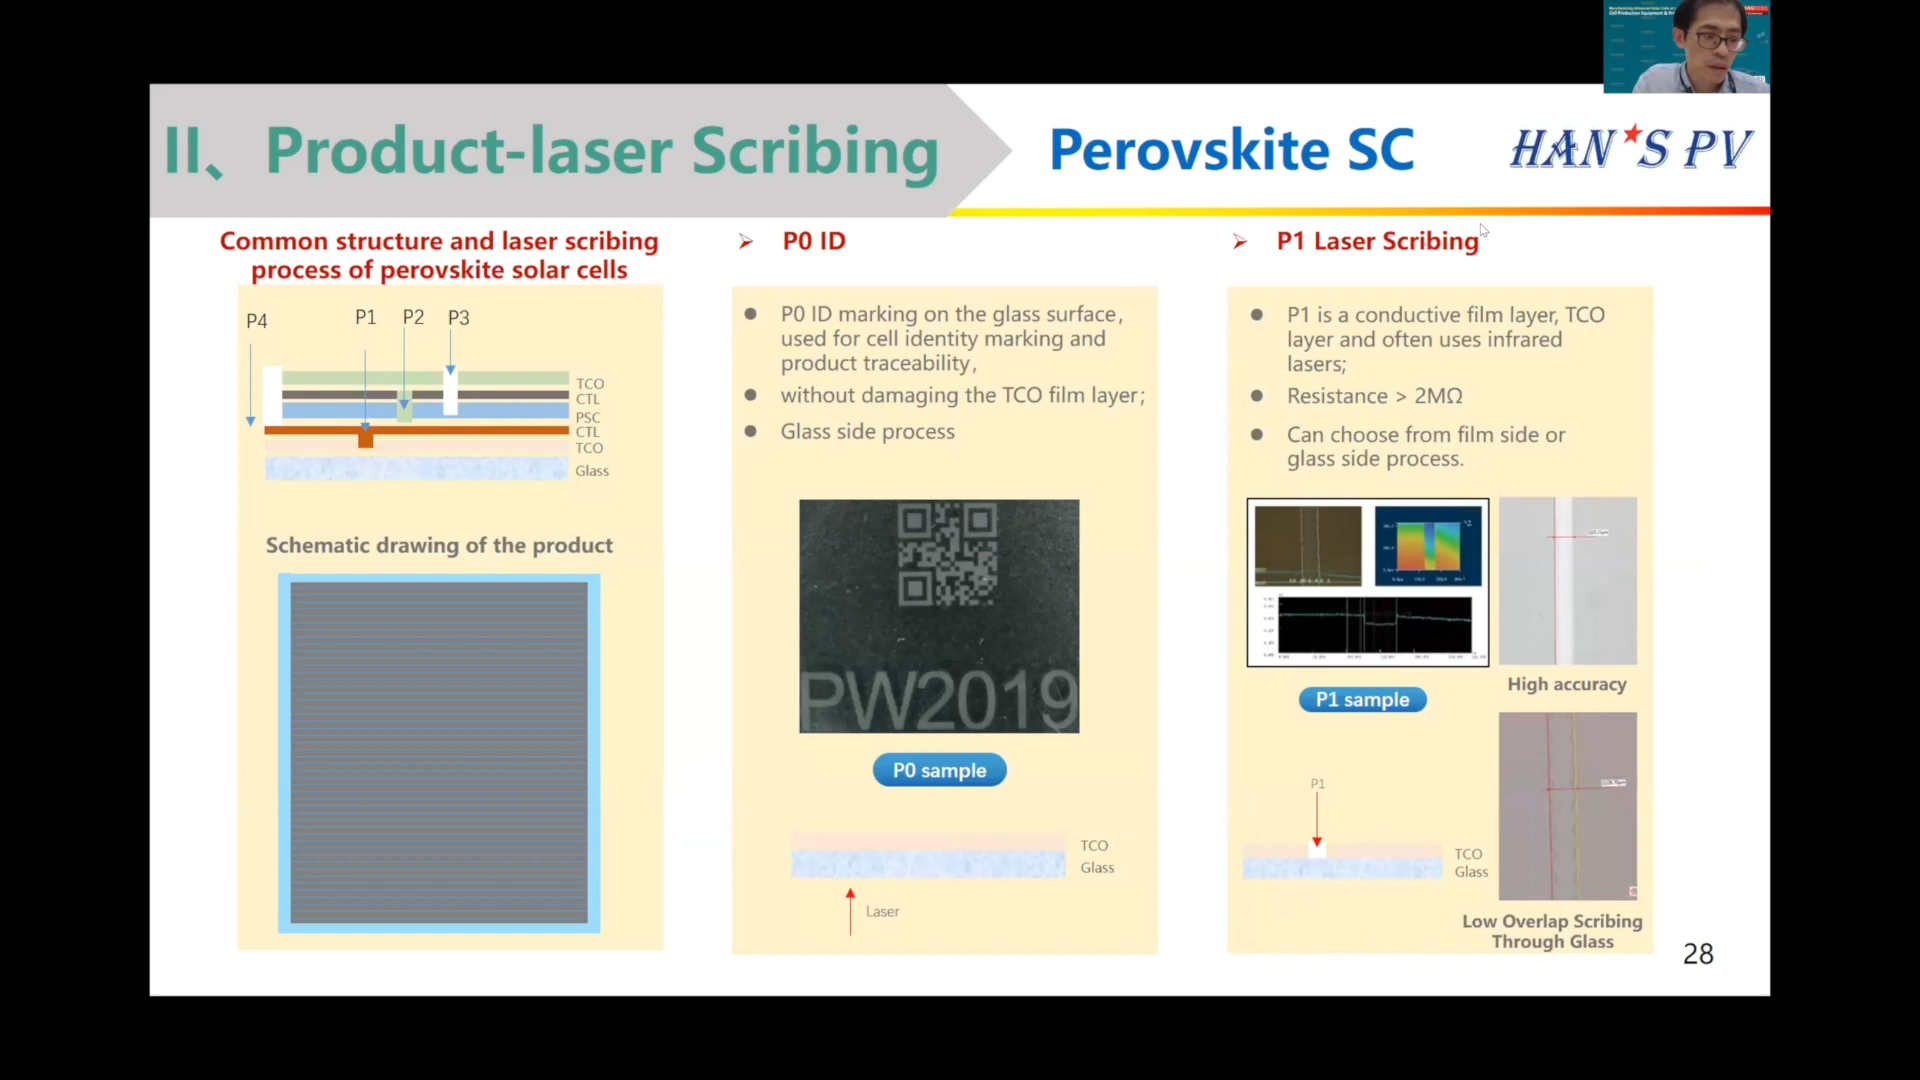 II、Product-laser Scribing
Perovskite SC
HAN*S PV
Common structure and laser scribing
process of perovskite solar cells
P4
P1
P2
P3
TCO
CTL
PSC
CTL
TCO
Glass
Schematic drawing of the product
P0 ID
P0 ID marking on the glass surface,
used for cell identity marking and
product traceability,
without damaging the TCO film layer;
Glass side process
PW2019
P0 sample
TCO
Glass
Laser
P1 Laser Scribing
P1 is a conductive film layer, TCO
layer and often uses infrared
lasers;
Resistance > 2MΩ
Can choose from film side or
glass side process.
P1 sample
High accuracy
P1
TCO
Glass
Low Overlap Scribing
Through Glass
28